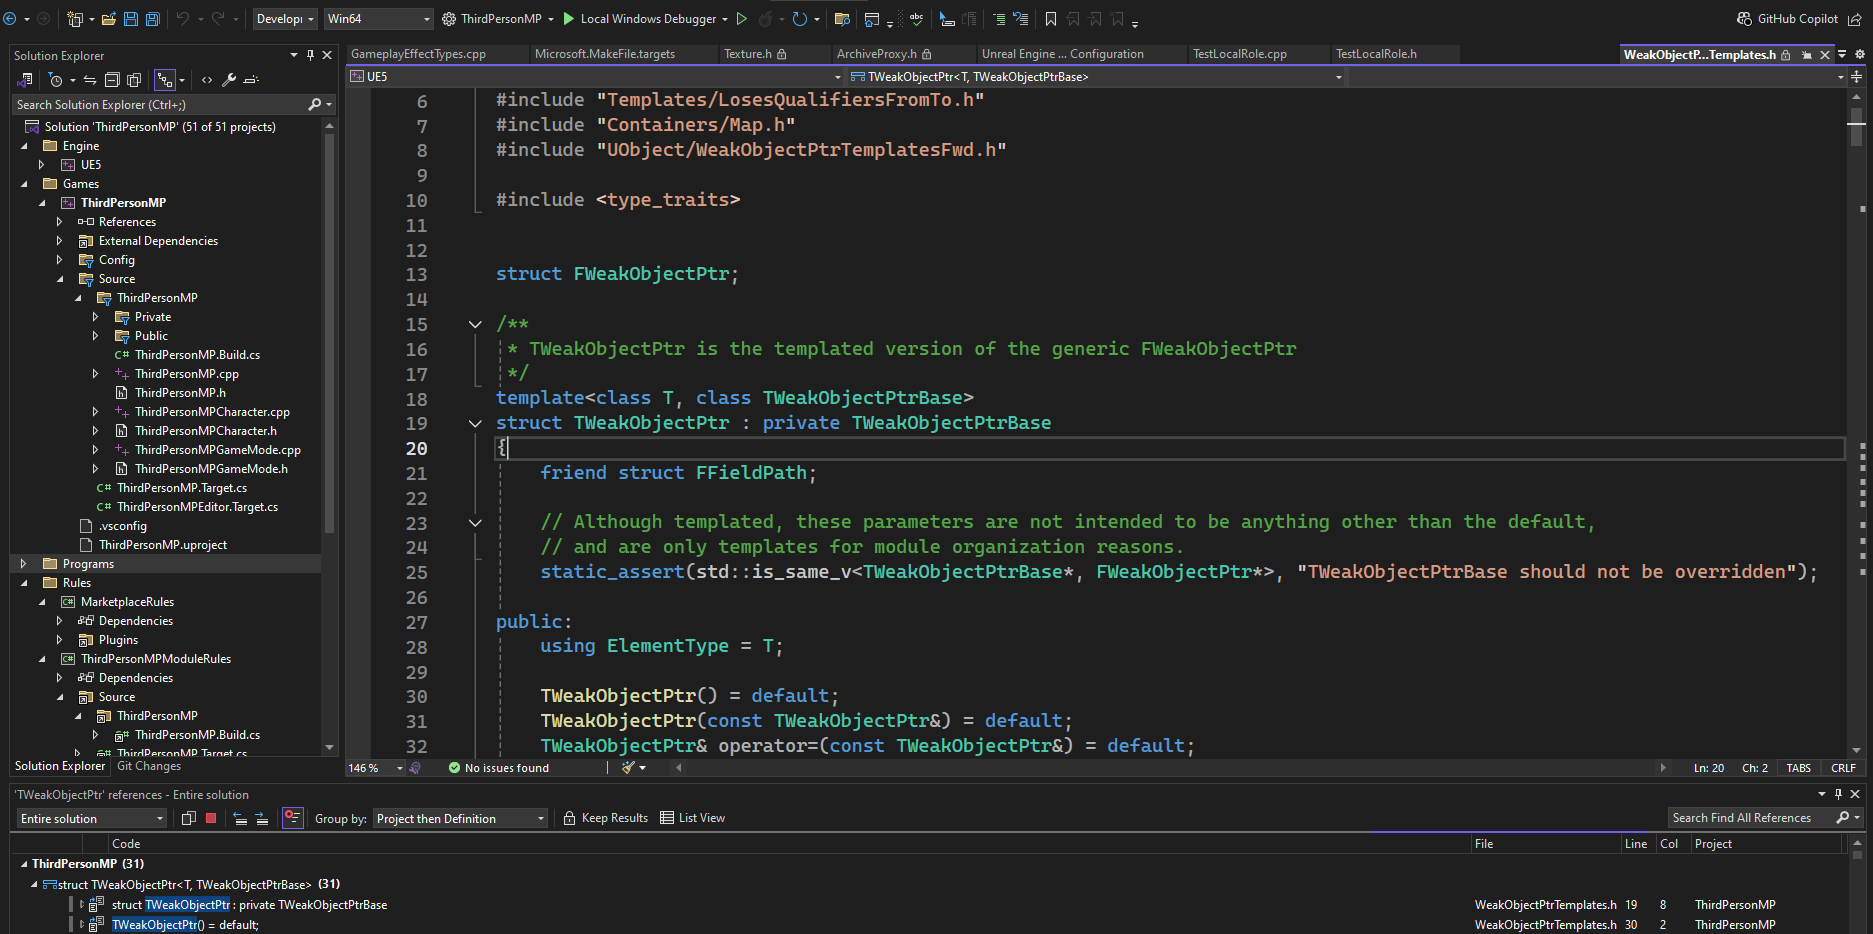 Develop
Win64
ThirdPersonMP
Local Windows Debugger
GitHub Copilot
Solution Explorer
Search Solution Explorer (Ctrl+;)
Solution 'ThirdPersonMP' (51 of 51 projects)
Engine
UE5
Games
ThirdPersonMP
References
External Dependencies
Config
Source
ThirdPersonMP
Private
Public
C# ThirdPersonMP.Build.cs
++ ThirdPersonMP.cpp
h ThirdPersonMP.h
++ ThirdPersonMPCharacter.cpp
h ThirdPersonMPCharacter.h
++ ThirdPersonMPGameMode.cpp
h ThirdPersonMPGameMode.h
C# ThirdPersonMP.Target.cs
C# ThirdPersonMPEditor.Target.cs
.vsconfig
ThirdPersonMP.uproject
Programs
Rules
C# MarketplaceRules
Dependencies
Plugins
C# ThirdPersonMPModuleRules
Dependencies
Source
ThirdPersonMP
ThirdPersonMP.Build.cs
ThirdPersonMP.Target.cs
Solution Explorer
Git Changes
GameplayEffectTypes.cpp
Microsoft.MakeFile.targets
Texture.h
ArchiveProxy.h
Unreal Engine ... Configuration
TestLocalRole.cpp
TestLocalRole.h
WeakObjectP...Templates.h
UE5
TWeakObjectPtr<T, TWeakObjectPtrBase>
6 #include "Templates/LosesQualifiersFromTo.h"
7 #include "Containers/Map.h"
8 #include "UObject/WeakObjectPtrTemplatesFwd.h"
9
10 #include <type_traits>
11
12
13 struct FWeakObjectPtr;
14
15 /**
16 * TWeakObjectPtr is the templated version of the generic FWeakObjectPtr
17 */
18 template<class T, class TWeakObjectPtrBase>
19 struct TWeakObjectPtr : private TWeakObjectPtrBase
20 {
21 friend struct FFieldPath;
22
23 // Although templated, these parameters are not intended to be anything other than the default,
24 // and are only templates for module organization reasons.
25 static_assert(std::is_same_v<TWeakObjectPtrBase*, FWeakObjectPtr*>, "TWeakObjectPtrBase should not be overridden");
26
27 public:
28 using ElementType = T;
29
30 TWeakObjectPtr() = default;
31 TWeakObjectPtr(const TWeakObjectPtr&) = default;
32 TWeakObjectPtr& operator=(const TWeakObjectPtr&) = default;
146 %
No issues found
Ln: 20
Ch: 2
TABS
CRLF
'TWeakObjectPtr' references - Entire solution
Entire solution
Group by:
Project then Definition
Keep Results
List View
Search Find All References
Code
File
Line
Col
Project
ThirdPersonMP (31)
struct TWeakObjectPtr<T, TWeakObjectPtrBase> (31)
struct TWeakObjectPtr : private TWeakObjectPtrBase
WeakObjectPtrTemplates.h 19 8 ThirdPersonMP
TWeakObjectPtr() = default;
WeakObjectPtrTemplates.h 30 2 ThirdPersonMP